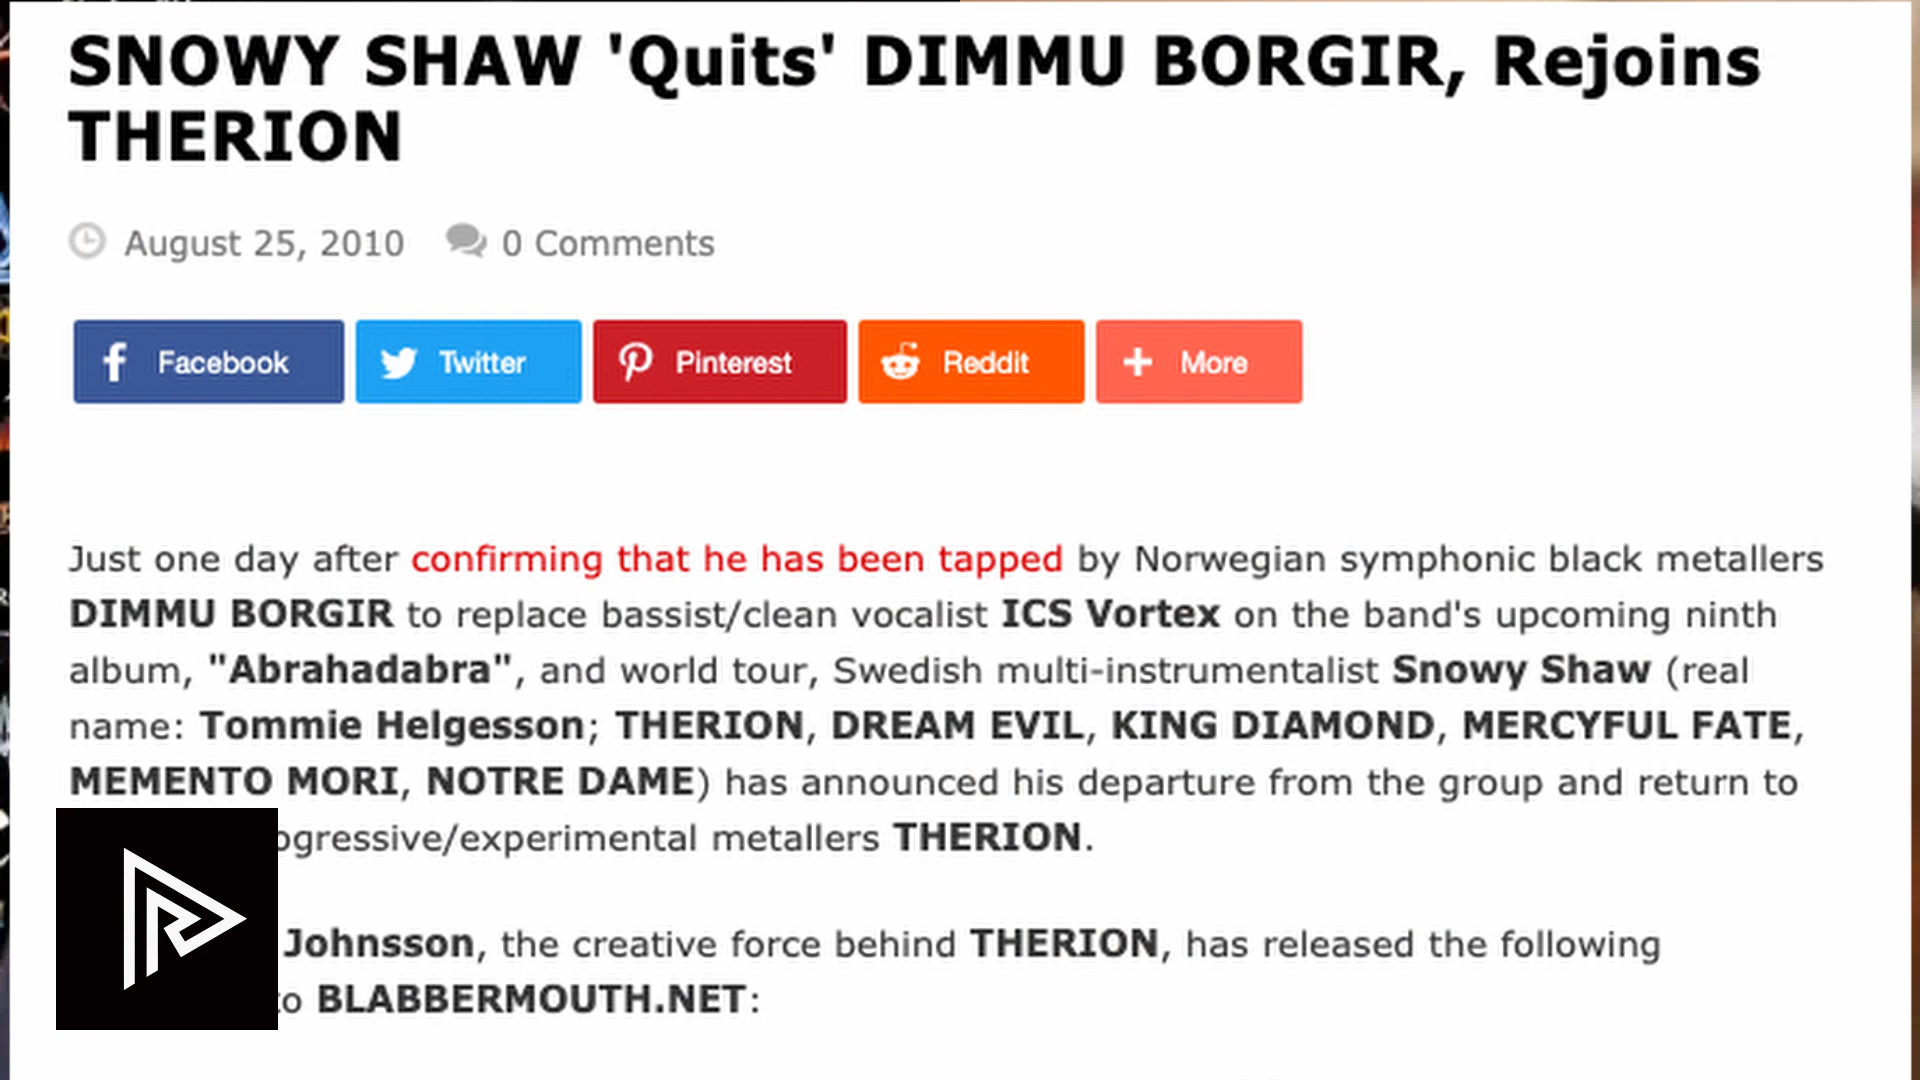 SNOWY SHAW 'Quits' DIMMU BORGIR, Rejoins
THERION
August 25, 2010 0 Comments
Facebook Twitter Pinterest Reddit More
Just one day after confirming that he has been tapped by Norwegian symphonic black metallers
DIMMU BORGIR to replace bassist/clean vocalist ICS Vortex on the band's upcoming ninth
album, "Abrahadabra", and world tour, Swedish multi-instrumentalist Snowy Shaw (real
name: Tommie Helgesson; THERION, DREAM EVIL, KING DIAMOND, MERCYFUL FATE,
MEMENTO MORI, NOTRE DAME) has announced his departure from the group and return to
ogressive/experimental metallers THERION.
Johnsson, the creative force behind THERION, has released the following
to BLABBERMOUTH.NET: